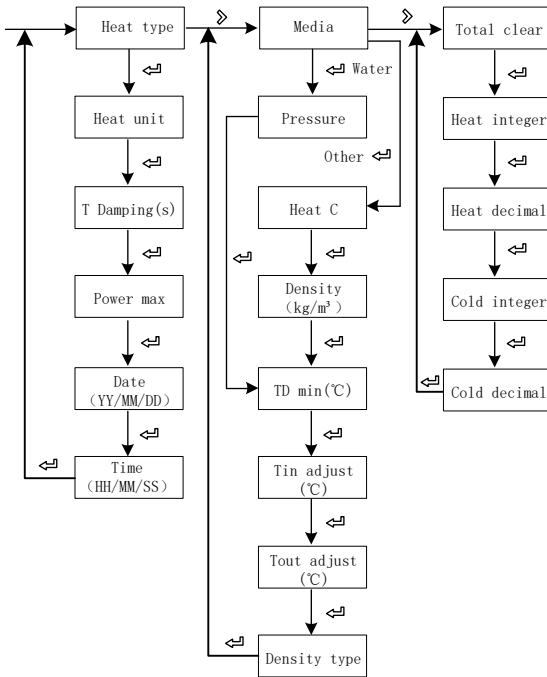 Heat type
Heat unit
T Damping(s)
Power max
Date
(YY/MM/DD)
Time
(HH/MM/SS)
Media
Water
Pressure
Other
Heat C
Density
(kg/m³)
TD min(℃)
Tin adjust
(℃)
Tout adjust
(℃)
Density type
Total clear
Heat integer
Heat decimal
Cold integer
Cold decimal